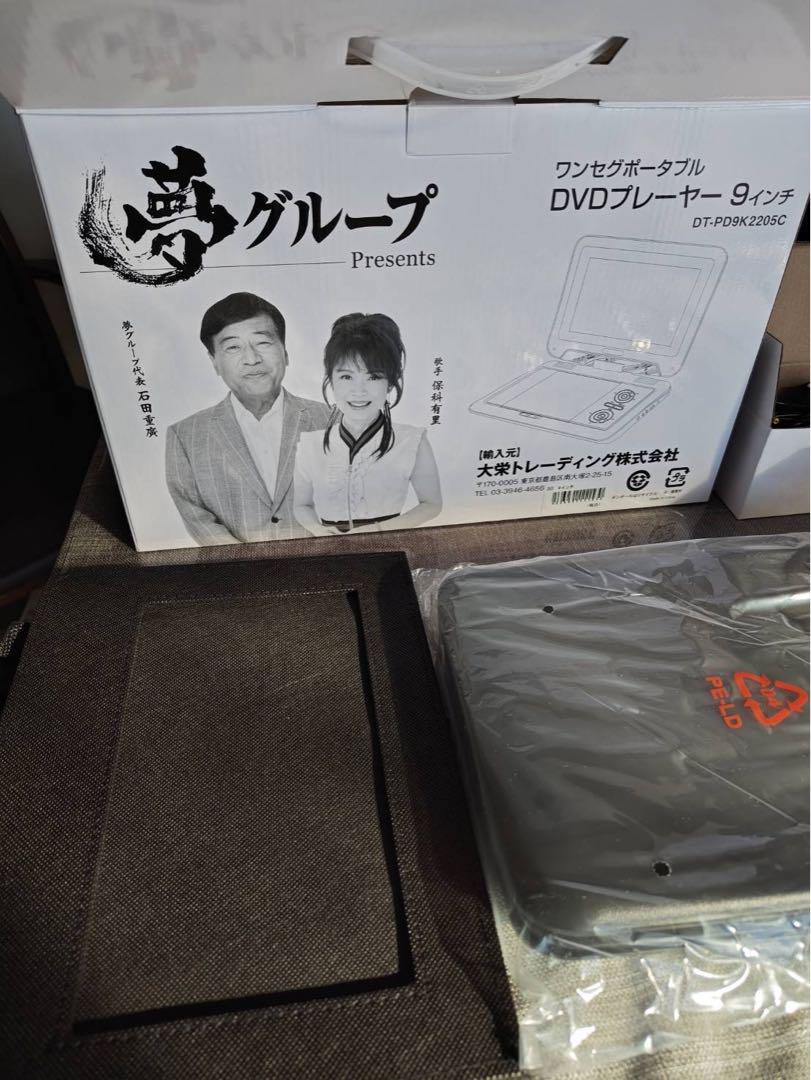 夢グループ
Presents
ワンセグポータブル
DVDプレーヤー 9インチ
DT-PD9K2205C
夢グループ代表 石田重廣
歌手 保科有里
【輸入元】
大栄トレーディング株式会社
〒170-0005 東京都豊島区南大塚2-25-15
TEL 03-3946-4656
プラ
04
PE-LD